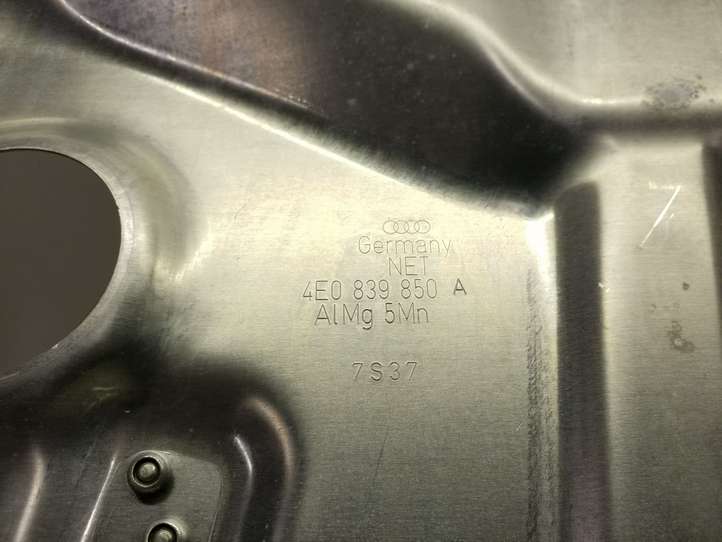 Germany
NET
4E0 839 850 A
AlMg 5Mn
7S37